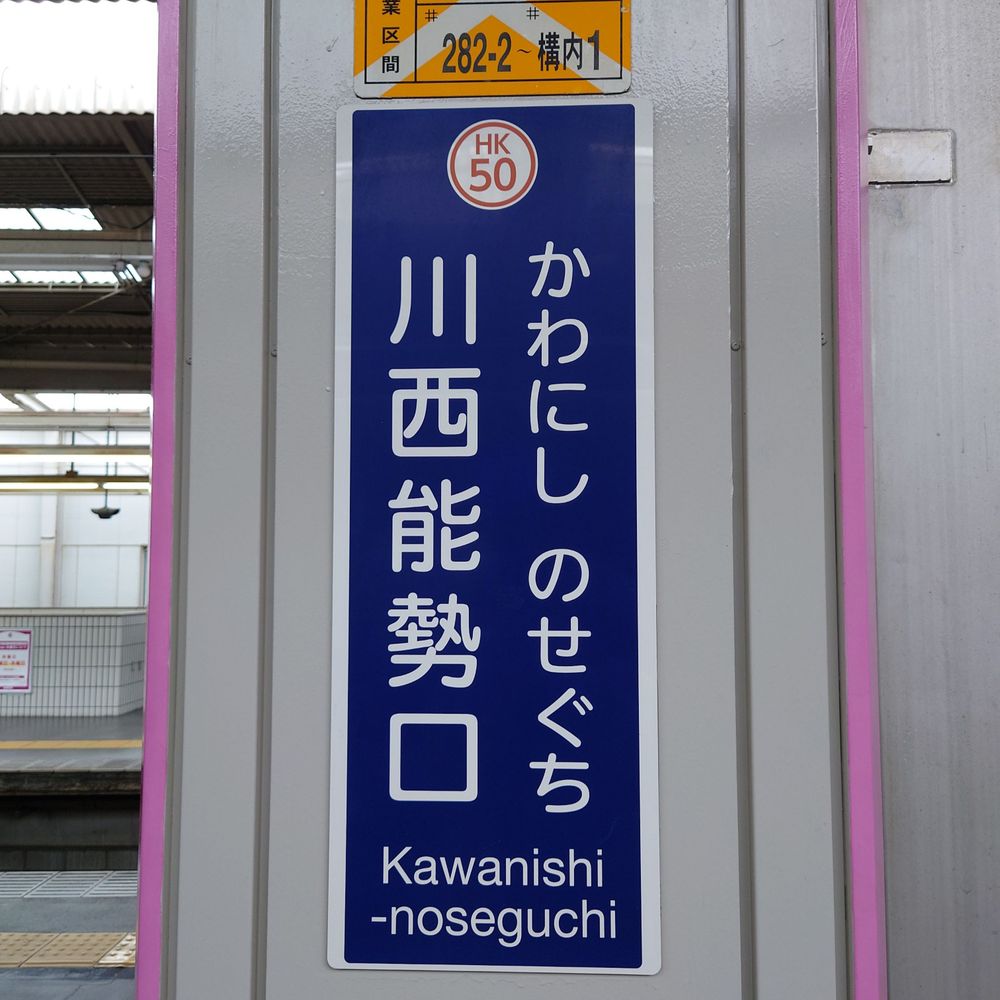 業区間
# #
282-2～構内1
HK
50
かわにし のせぐち
川西能勢口
Kawanishi
-noseguchi